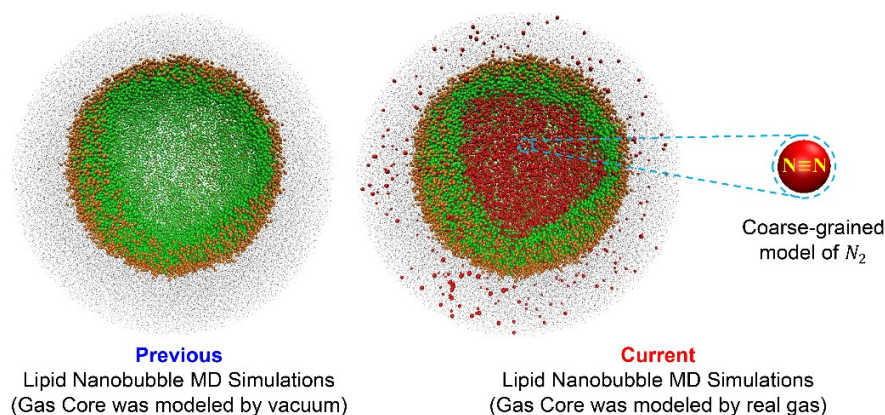 N≡N
Coarse-grained
model of N₂
Previous
Lipid Nanobubble MD Simulations
(Gas Core was modeled by vacuum)
Current
Lipid Nanobubble MD Simulations
(Gas Core was modeled by real gas)